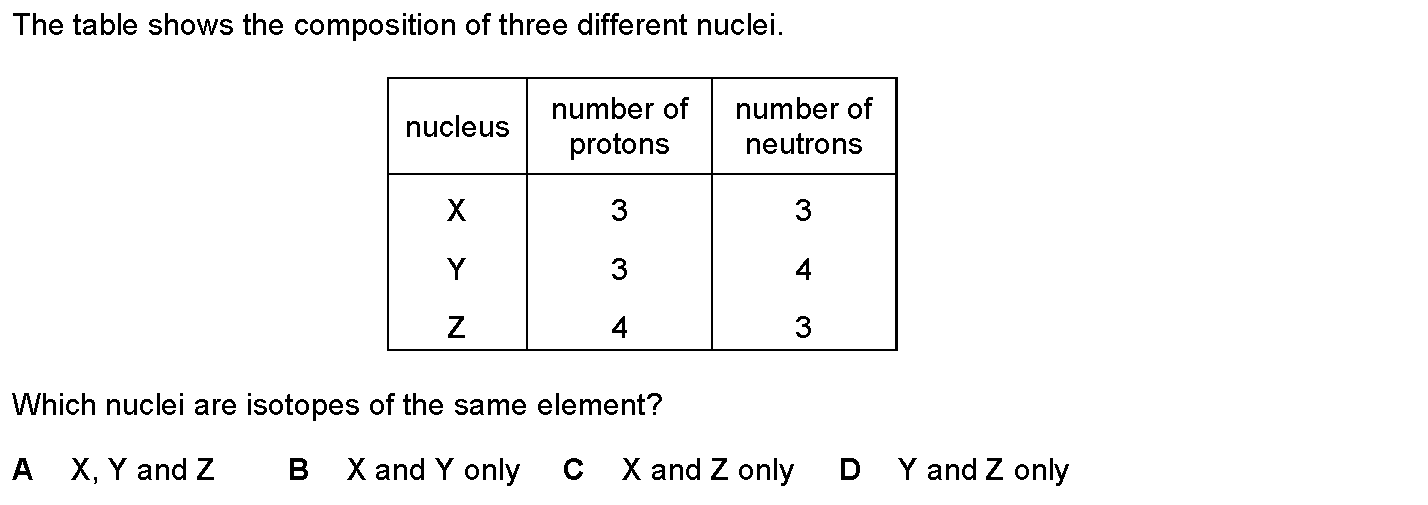 The table shows the composition of three different nuclei.
nucleus number of protons number of neutrons
X 3 3
Y 3 4
Z 4 3
Which nuclei are isotopes of the same element?
A X, Y and Z B X and Y only C X and Z only D Y and Z only